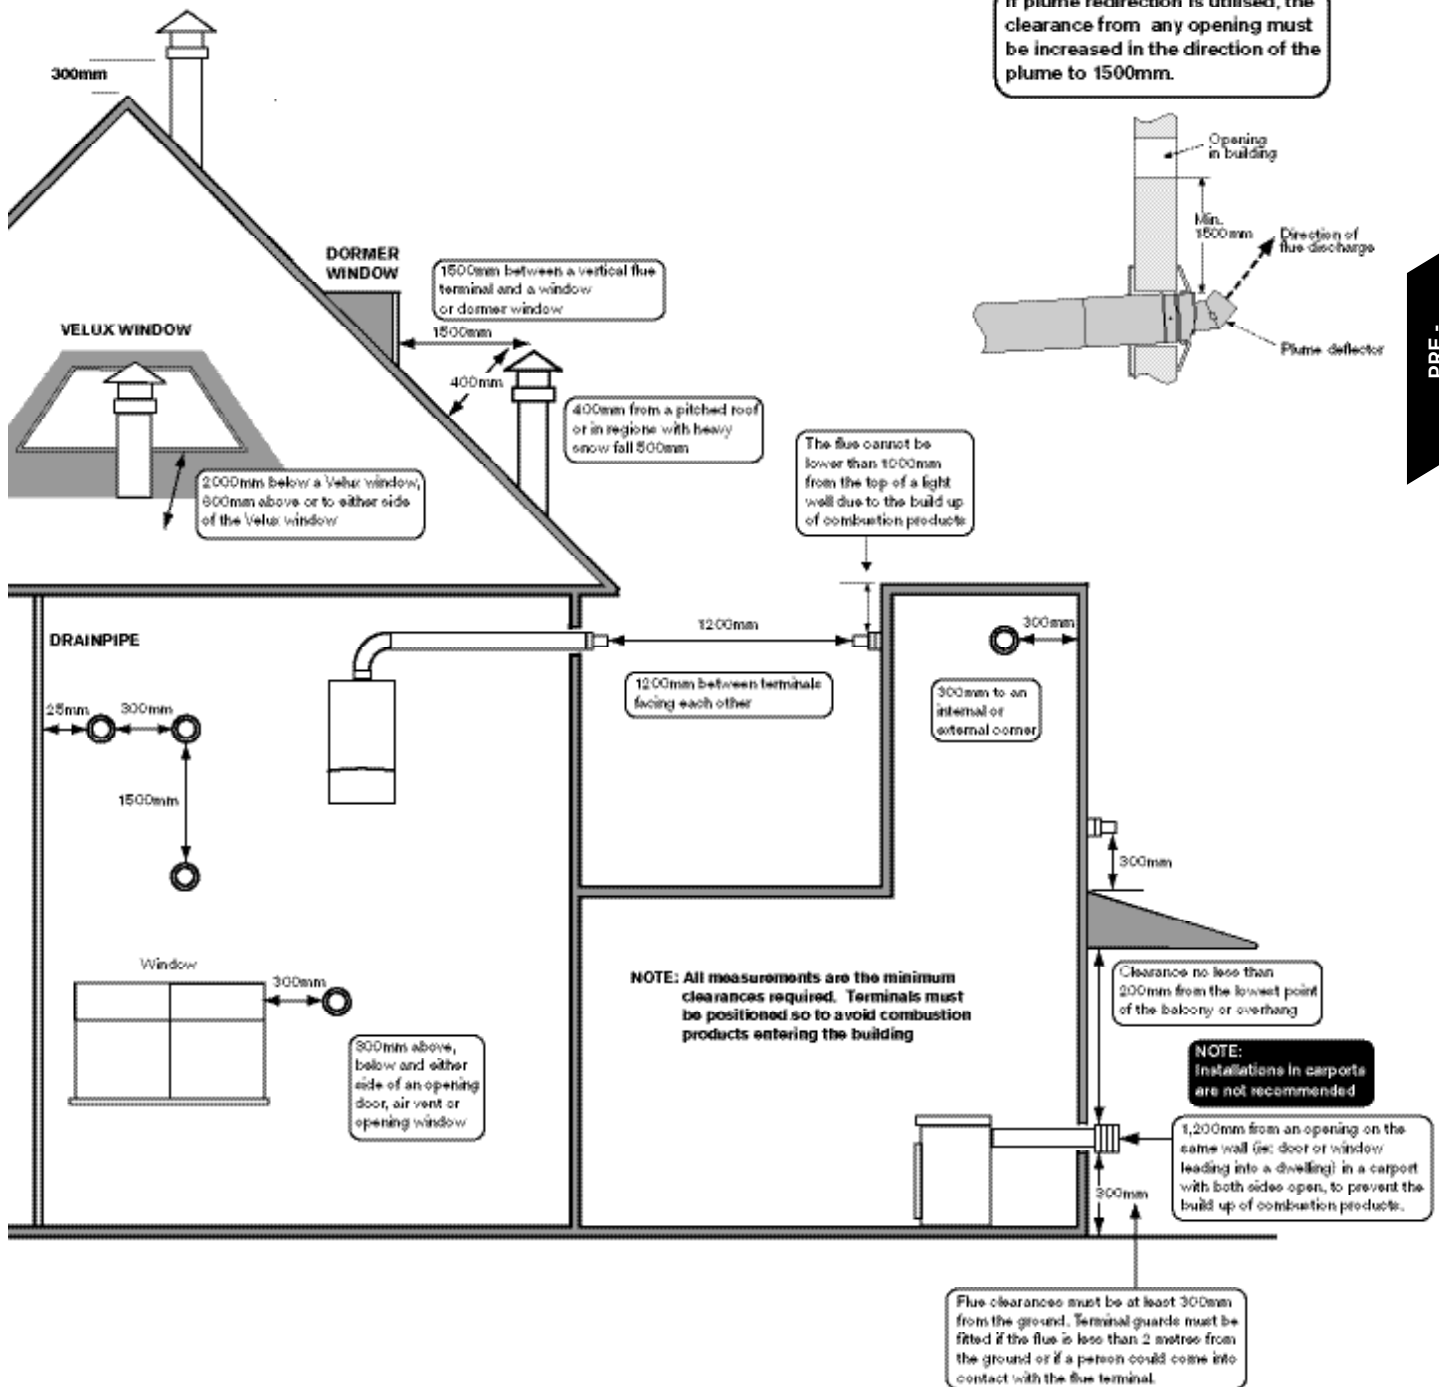 If plume redirection is utilised, the
clearance from any opening must
be increased in the direction of the
plume to 1500mm.
300mm
Opening
in building
Min.
1500mm
Direction of
flue discharge
Plume deflector
PRE -
DORMER
WINDOW
1500mm between a vertical flue
terminal and a window
or dormer window
1500mm
VELUX WINDOW
400mm
400mm from a pitched roof
or in regions with heavy
snow fall 500mm
2000mm below a Velux window,
600mm above or to either side
of the Velux window
The flue cannot be
lower than 1000mm
from the top of a light
well due to the build up
of combustion products
DRAINPIPE
1200mm
300mm
1200mm between terminals
facing each other
300mm to an
internal or
external corner
25mm
300mm
1500mm
300mm
Window
300mm
300mm above,
below and either
side of an opening
door, air vent or
opening window
NOTE: All measurements are the minimum
clearances required. Terminals must
be positioned so to avoid combustion
products entering the building
Clearance no less than
200mm from the lowest point
of the balcony or overhang
NOTE:
Installations in carports
are not recommended
1,200mm from an opening on the
same wall (ie: door or window
leading into a dwelling) in a carport
with both sides open, to prevent the
build up of combustion products.
300mm
Flue clearances must be at least 300mm
from the ground. Terminal guards must be
fitted if the flue is less than 2 metres from
the ground or if a person could come into
contact with the flue terminal.